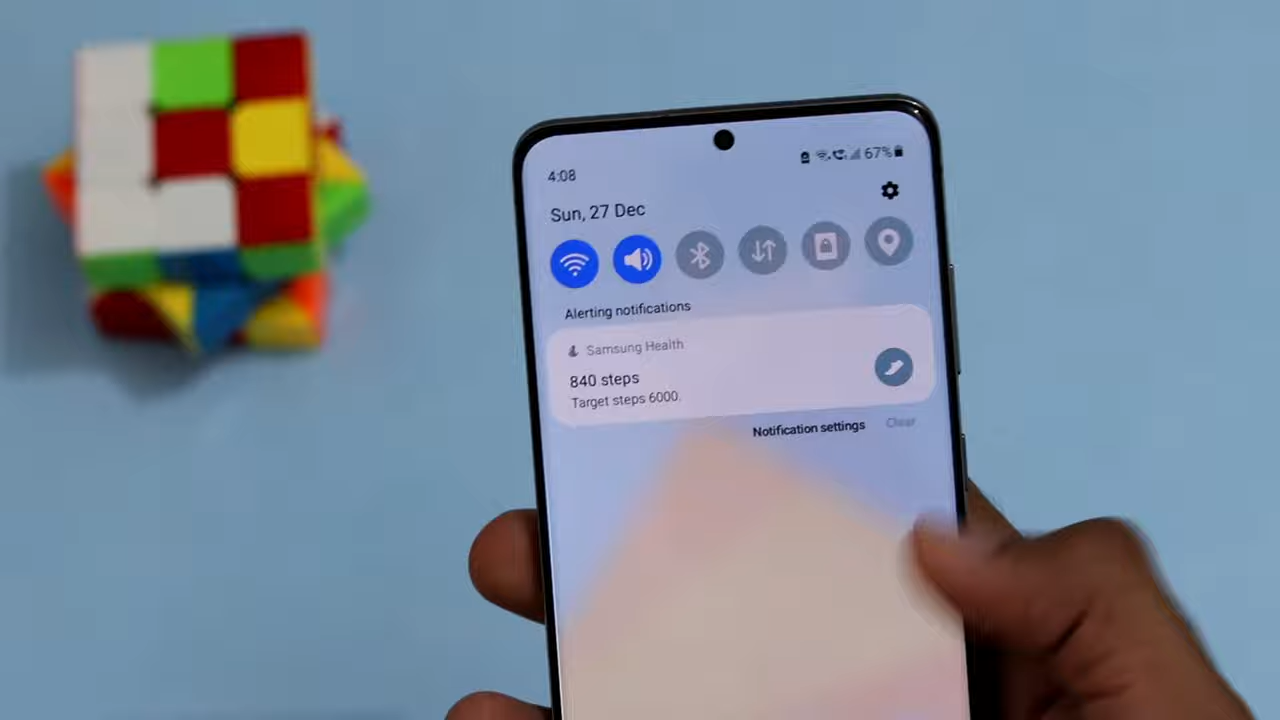 67%
4:08
Sun, 27 Dec
Alerting notifications
Samsung Health
840 steps
Target steps 6000.
Notification settings
Clear